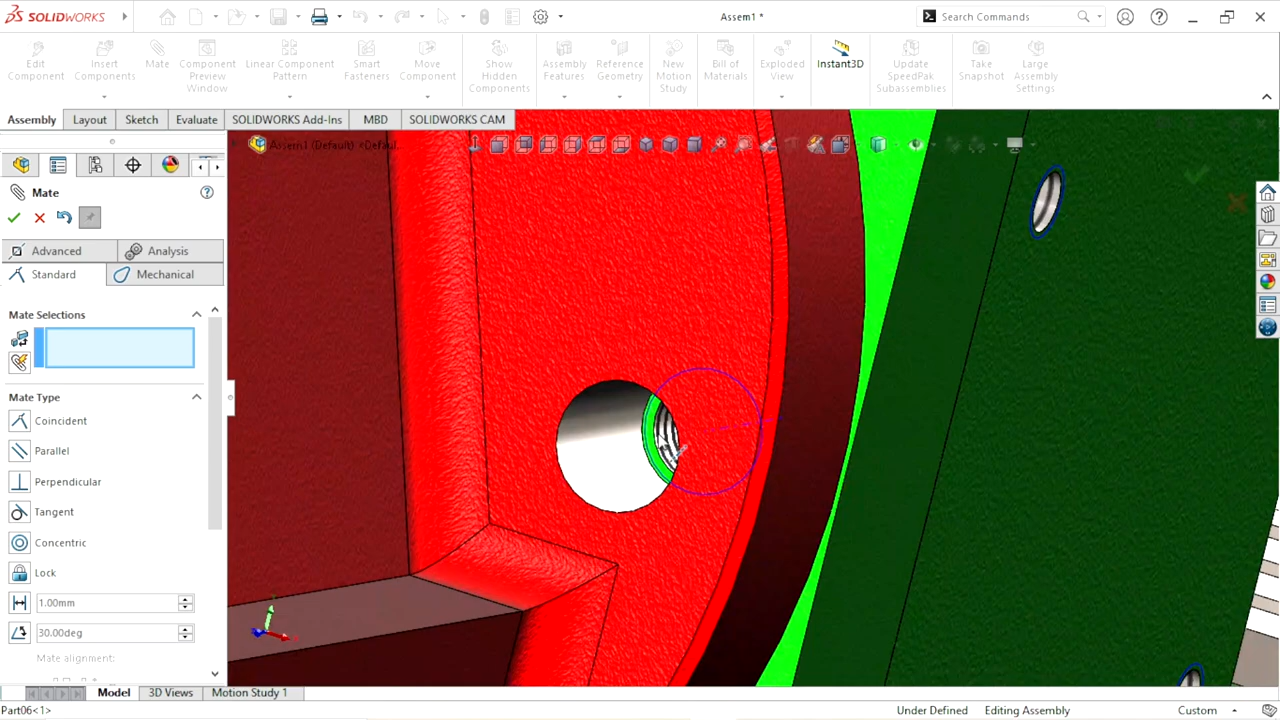 SOLIDWORKS
Assem1 *
Search Commands
Edit Component
Insert Components
Mate
Component Preview Window
Linear Component Pattern
Smart Fasteners
Move Component
Show Hidden Components
Assembly Features
Reference Geometry
New Motion Study
Bill of Materials
Exploded View
Instant3D
Update SpeedPak Subassemblies
Take Snapshot
Large Assembly Settings
Assembly
Layout
Sketch
Evaluate
SOLIDWORKS Add-Ins
MBD
SOLIDWORKS CAM
Assem1 (Default) <Defaul...
Mate
Advanced
Analysis
Standard
Mechanical
Mate Selections
Mate Type
Coincident
Parallel
Perpendicular
Tangent
Concentric
Lock
1.00mm
30.00deg
Mate alignment:
Model
3D Views
Motion Study 1
Part06<1>
Under Defined
Editing Assembly
Custom